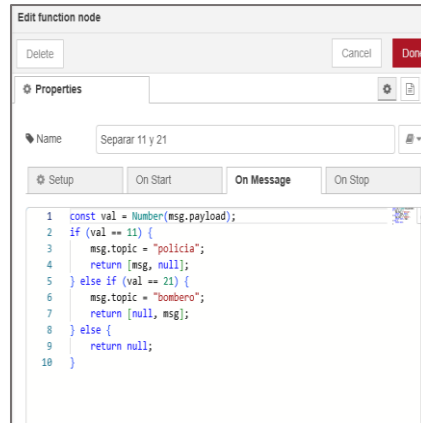 Edit function node
Delete Cancel Done
Properties
Name Separar 11 y 21
Setup On Start On Message On Stop
1 const val = Number(msg.payload);
2 if (val == 11) {
3 msg.topic = "policia";
4 return [msg, null];
5 } else if (val == 21) {
6 msg.topic = "bombero";
7 return [null, msg];
8 } else {
9 return null;
10 }